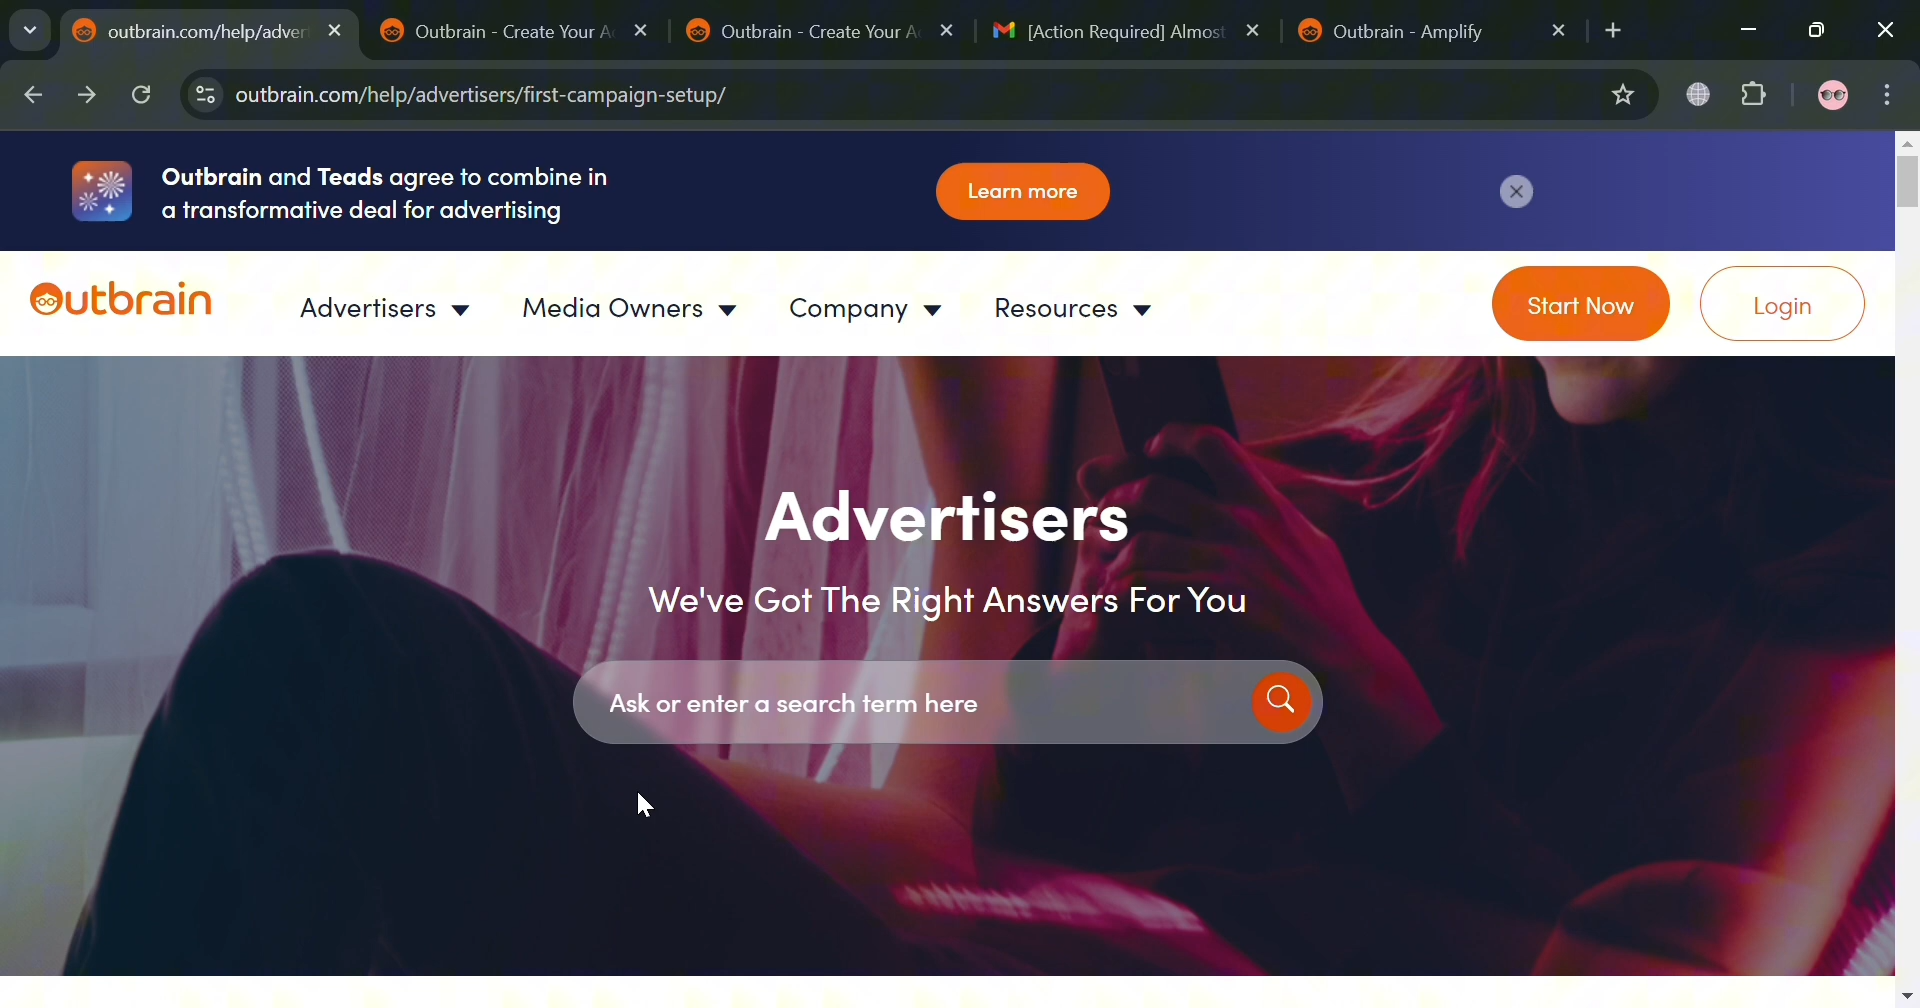 outbrain.com/help/adver
Outbrain - Create Your A
Outbrain - Create Your A
[Action Required] Almost
Outbrain - Amplify
outbrain.com/help/advertisers/first-campaign-setup/
Outbrain and Teads agree to combine in
a transformative deal for advertising
Learn more
Outbrain
Advertisers
Media Owners
Company
Resources
Start Now
Login
Advertisers
We've Got The Right Answers For You
Ask or enter a search term here